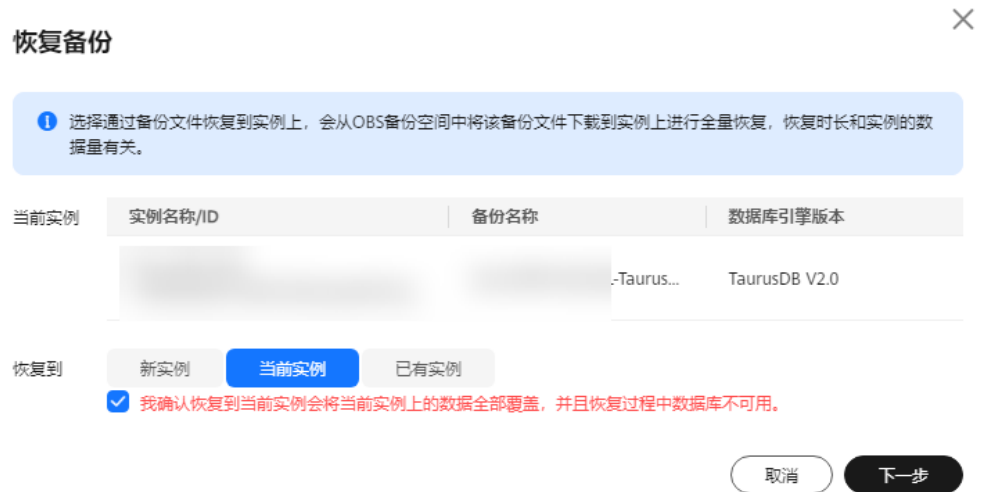 恢复备份
选择通过备份文件恢复到实例上，会从OBS备份空间中将该备份文件下载到实例上进行全量恢复，恢复时长和实例的数
据量有关。
当前实例 实例名称/ID 备份名称 数据库引擎版本
-Taurus... TaurusDB V2.0
恢复到 新实例 当前实例 已有实例
我确认恢复到当前实例会将当前实例上的数据全部覆盖，并且恢复过程中数据库不可用。
取消 下一步